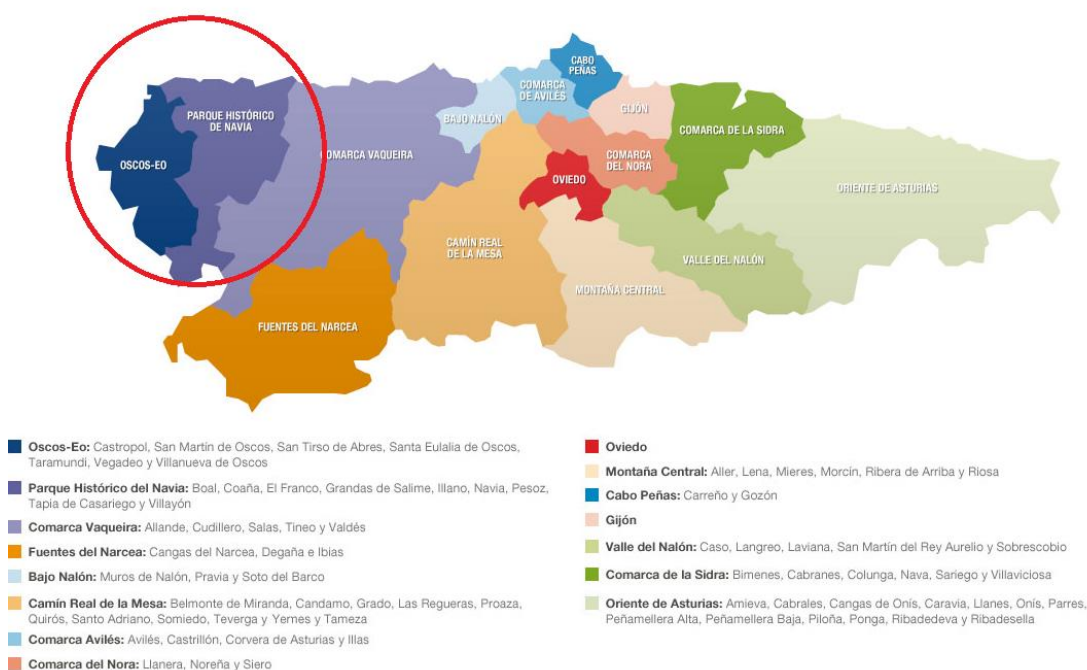 CABO
PEÑAS
COMARCA
DE AVILÉS
PARQUE HISTÓRICO
DE NAVIA
BAJO NALÓN
GIJÓN
COMARCA DE LA SIDRA
OSCOS-EO
COMARCA VAQUEIRA
COMARCA
DEL NORA
OVIEDO
ORIENTE DE ASTURIAS
CAMÍN REAL
DE LA MESA
VALLE DEL NALÓN
MONTAÑA CENTRAL
FUENTES DEL NARCEA
Oscos-Eo: Castropol, San Martín de Oscos, San Tirso de Abres, Santa Eulalia de Oscos,
Taramundi, Vegadeo y Villanueva de Oscos
Parque Histórico del Navia: Boal, Coaña, El Franco, Grandas de Salime, Illano, Navia, Pesoz,
Tapia de Casariego y Villayón
Comarca Vaqueira: Allande, Cudillero, Salas, Tineo y Valdés
Fuentes del Narcea: Cangas del Narcea, Degaña e Ibias
Bajo Nalón: Muros de Nalón, Pravia y Soto del Barco
Camín Real de la Mesa: Belmonte de Miranda, Candamo, Grado, Las Regueras, Proaza,
Quirós, Santo Adriano, Somiedo, Teverga y Yemes y Tameza
Comarca Avilés: Avilés, Castrillón, Corvera de Asturias y Illas
Comarca del Nora: Llanera, Noreña y Siero
Oviedo
Montaña Central: Aller, Lena, Mieres, Morcín, Ribera de Arriba y Riosa
Cabo Peñas: Carreño y Gozón
Gijón
Valle del Nalón: Caso, Langreo, Laviana, San Martín del Rey Aurelio y Sobrescobio
Comarca de la Sidra: Bimenes, Cabranes, Colunga, Nava, Sariego y Villaviciosa
Oriente de Asturias: Amieva, Cabrales, Cangas de Onís, Caravia, Llanes, Onís, Parres,
Peñamellera Alta, Peñamellera Baja, Piloña, Ponga, Ribadedeva y Ribadesella